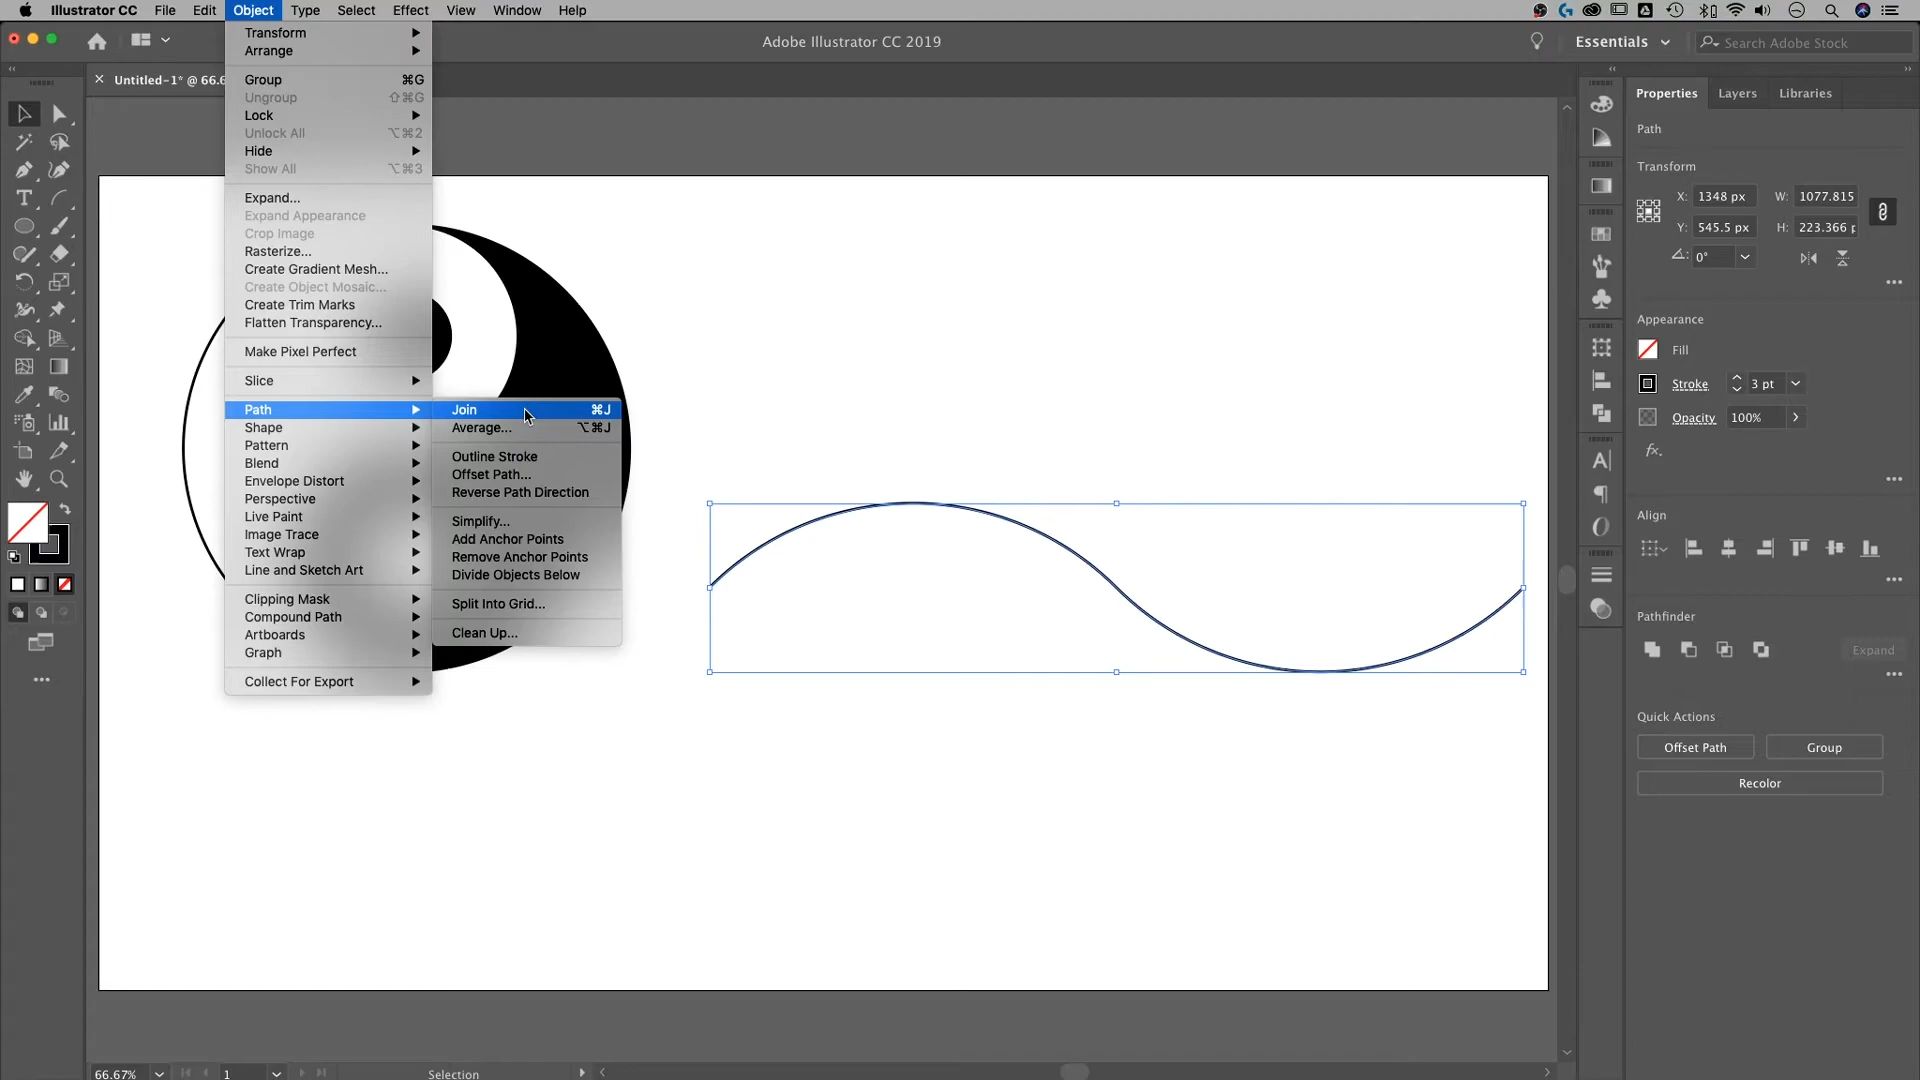 Illustrator CC File Edit Object Type Select Effect View Window Help
Adobe Illustrator CC 2019
Essentials
Search Adobe Stock
Untitled-1* @ 66.6
Transform
Arrange
Group ⌘G
Ungroup ⇧⌘G
Lock
Unlock All ⌥⌘2
Hide
Show All ⌥⌘3
Expand...
Expand Appearance
Crop Image
Rasterize...
Create Gradient Mesh...
Create Object Mosaic...
Create Trim Marks
Flatten Transparency...
Make Pixel Perfect
Slice
Path
Shape
Pattern
Blend
Envelope Distort
Perspective
Live Paint
Image Trace
Text Wrap
Line and Sketch Art
Clipping Mask
Compound Path
Artboards
Graph
Collect For Export
Join ⌘J
Average... ⌥⌘J
Outline Stroke
Offset Path...
Reverse Path Direction
Simplify...
Add Anchor Points
Remove Anchor Points
Divide Objects Below
Split Into Grid...
Clean Up...
Properties Layers Libraries
Path
Transform
X: 1348 px W: 1077.815
Y: 545.5 px H: 223.366 p
0°
Appearance
Fill
Stroke 3 pt
Opacity 100%
fx.
Align
Pathfinder
Expand
Quick Actions
Offset Path Group
Recolor
66.67% 1 Selection